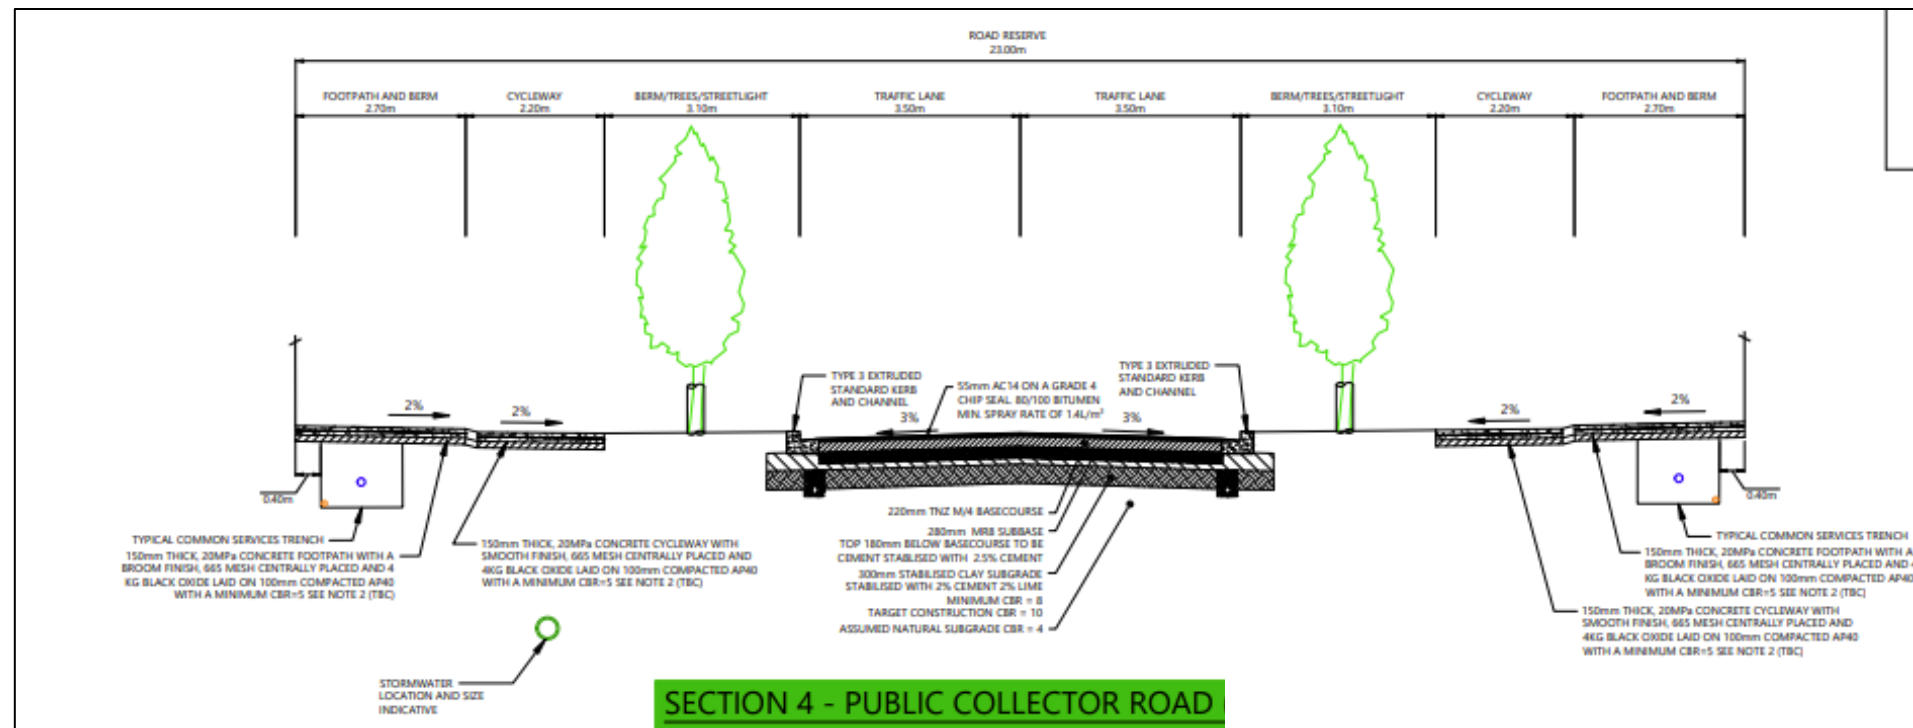 ROAD RESERVE
23.00m
FOOTPATH AND BERM
2.70m
CYCLEWAY
2.20m
BERM/TREES/STREETLIGHT
3.10m
TRAFFIC LANE
3.50m
TRAFFIC LANE
3.50m
BERM/TREES/STREETLIGHT
3.10m
CYCLEWAY
2.20m
FOOTPATH AND BERM
2.70m
TYPE 3 EXTRUDED
STANDARD KERB
AND CHANNEL
55mm AC14 ON A GRADE 4
CHIP SEAL. 80/100 BITUMEN
MIN. SPRAY RATE OF 1.4L/m²
TYPE 3 EXTRUDED
STANDARD KERB
AND CHANNEL
2%
2%
3%
3%
2%
2%
0.40m
0.40m
TYPICAL COMMON SERVICES TRENCH
150mm THICK, 20MPa CONCRETE FOOTPATH WITH A
BROOM FINISH, 665 MESH CENTRALLY PLACED AND 4
KG BLACK OXIDE LAID ON 100mm COMPACTED AP40
WITH A MINIMUM CBR=5 SEE NOTE 2 (TBC)
150mm THICK, 20MPa CONCRETE CYCLEWAY WITH
SMOOTH FINISH, 665 MESH CENTRALLY PLACED AND
4KG BLACK OXIDE LAID ON 100mm COMPACTED AP40
WITH A MINIMUM CBR=5 SEE NOTE 2 (TBC)
220mm TNZ M/4 BASECOURSE
280mm MR8 SUBBASE
TOP 180mm BELOW BASECOURSE TO BE
CEMENT STABLISED WITH 2.5% CEMENT
300mm STABILISED CLAY SUBGRADE
STABILISED WITH 2% CEMENT 2% LIME
MINIMUM CBR = 8
TARGET CONSTRUCTION CBR = 10
ASSUMED NATURAL SUBGRADE CBR = 4
TYPICAL COMMON SERVICES TRENCH
150mm THICK, 20MPa CONCRETE FOOTPATH WITH A
BROOM FINISH, 665 MESH CENTRALLY PLACED AND 4
KG BLACK OXIDE LAID ON 100mm COMPACTED AP40
WITH A MINIMUM CBR=5 SEE NOTE 2 (TBC)
150mm THICK, 20MPa CONCRETE CYCLEWAY WITH
SMOOTH FINISH, 665 MESH CENTRALLY PLACED AND
4KG BLACK OXIDE LAID ON 100mm COMPACTED AP40
WITH A MINIMUM CBR=5 SEE NOTE 2 (TBC)
STORMWATER
LOCATION AND SIZE
INDICATIVE
SECTION 4 - PUBLIC COLLECTOR ROAD